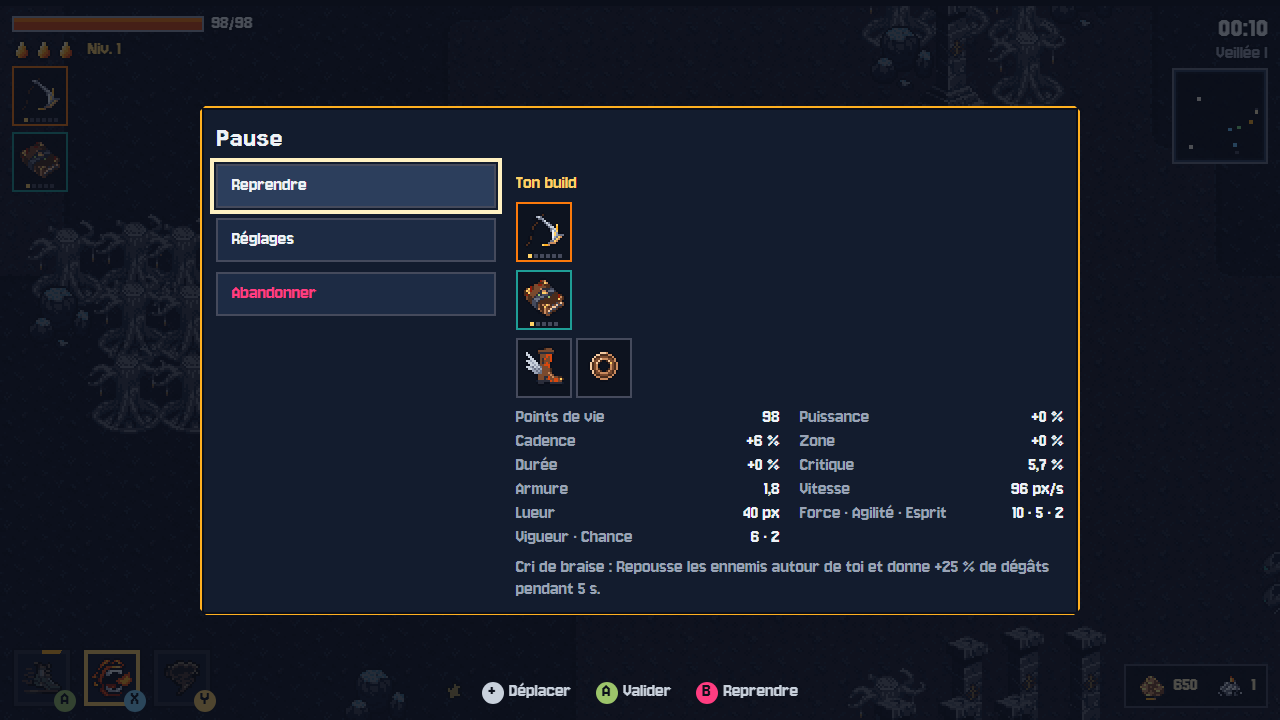 98/98
Niv. 1
00:10
Veillée I
Pause
Reprendre
Réglages
Abandonner
Ton build
Points de vie 98 Puissance +0 %
Cadence +6 % Zone +0 %
Durée +0 % Critique 5,7 %
Armure 1,8 Vitesse 96 px/s
Lueur 40 px Force · Agilité · Esprit 10 · 5 · 2
Vigueur · Chance 6 · 2
Cri de braise : Repousse les ennemis autour de toi et donne +25 % de dégâts
pendant 5 s.
A X Y
+ Déplacer A Valider B Reprendre
650 1